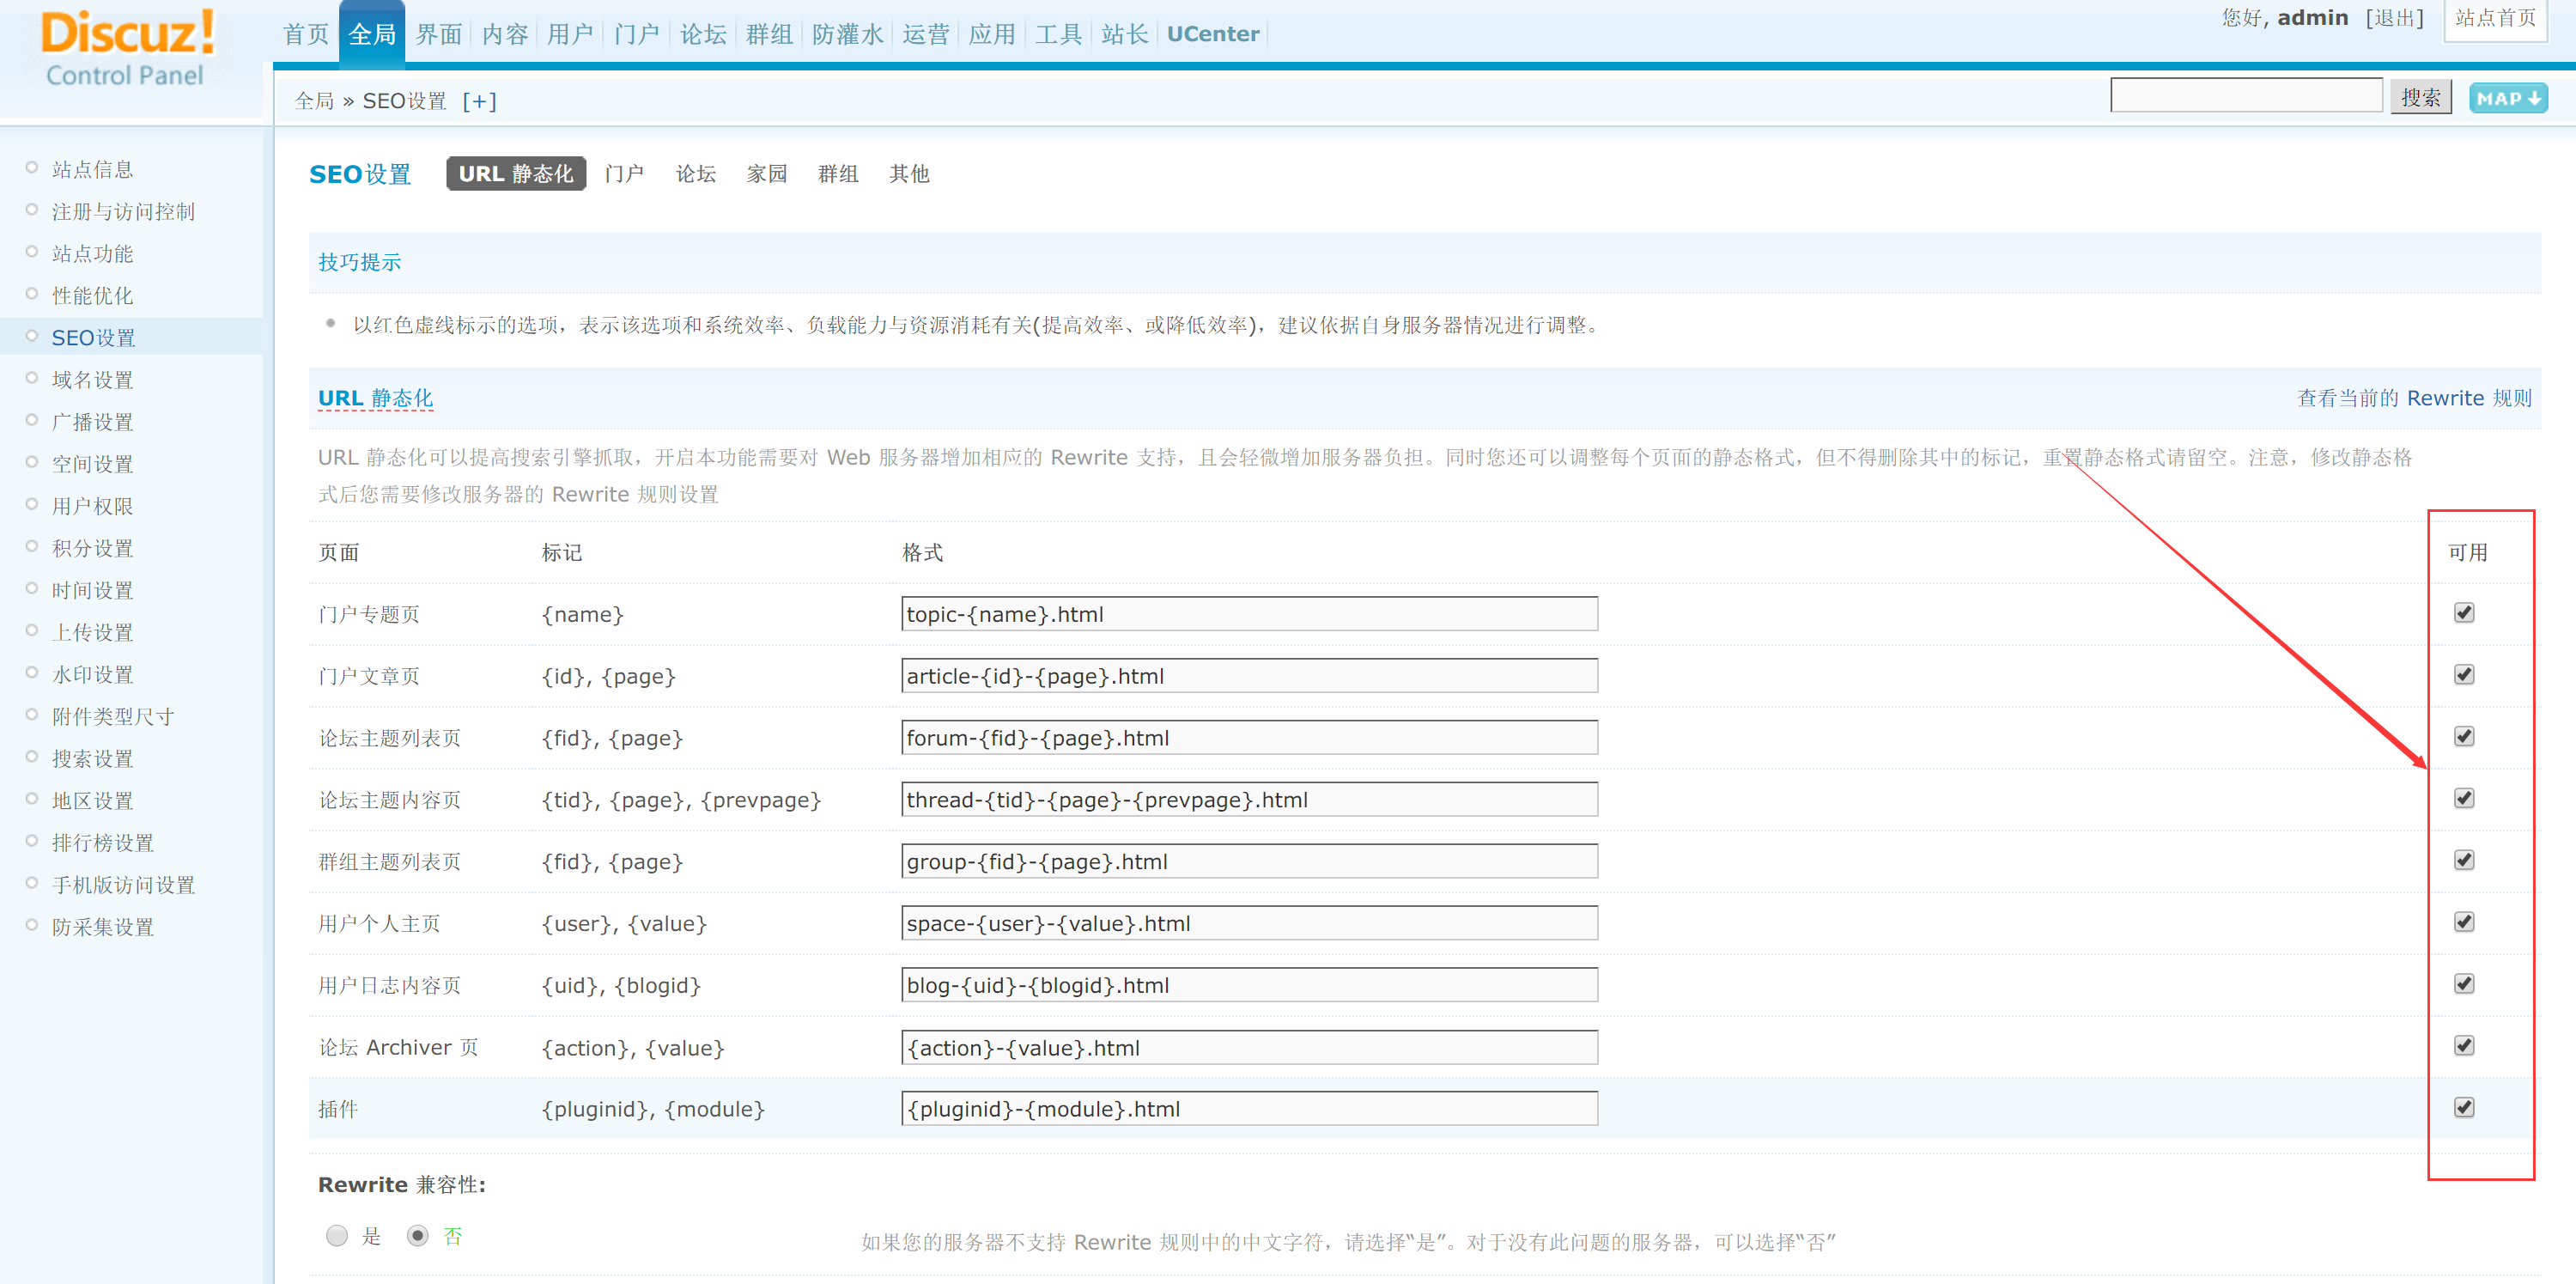 Discuz!
Control Panel
首页 全局 界面 内容 用户 门户 论坛 群组 防灌水 运营 应用 工具 站长 UCenter
您好, admin [退出] 站点首页
全局 » SEO设置 [+]
搜索 MAP
站点信息
注册与访问控制
站点功能
性能优化
SEO设置
域名设置
广播设置
空间设置
用户权限
积分设置
时间设置
上传设置
水印设置
附件类型尺寸
搜索设置
地区设置
排行榜设置
手机版访问设置
防采集设置
SEO设置 URL 静态化 门户 论坛 家园 群组 其他
技巧提示
以红色虚线标示的选项，表示该选项和系统效率、负载能力与资源消耗有关(提高效率、或降低效率)，建议依据自身服务器情况进行调整。
URL 静态化 查看当前的 Rewrite 规则
URL 静态化可以提高搜索引擎抓取，开启本功能需要对 Web 服务器增加相应的 Rewrite 支持，且会轻微增加服务器负担。同时您还可以调整每个页面的静态格式，但不得删除其中的标记，重置静态格式请留空。注意，修改静态格
式后您需要修改服务器的 Rewrite 规则设置
页面 标记 格式 可用
门户专题页 {name} topic-{name}.html
门户文章页 {id}, {page} article-{id}-{page}.html
论坛主题列表页 {fid}, {page} forum-{fid}-{page}.html
论坛主题内容页 {tid}, {page}, {prevpage} thread-{tid}-{page}-{prevpage}.html
群组主题列表页 {fid}, {page} group-{fid}-{page}.html
用户个人主页 {user}, {value} space-{user}-{value}.html
用户日志内容页 {uid}, {blogid} blog-{uid}-{blogid}.html
论坛 Archiver 页 {action}, {value} {action}-{value}.html
插件 {pluginid}, {module} {pluginid}-{module}.html
Rewrite 兼容性:
是 否 如果您的服务器不支持 Rewrite 规则中的中文字符，请选择“是”。对于没有此问题的服务器，可以选择“否”